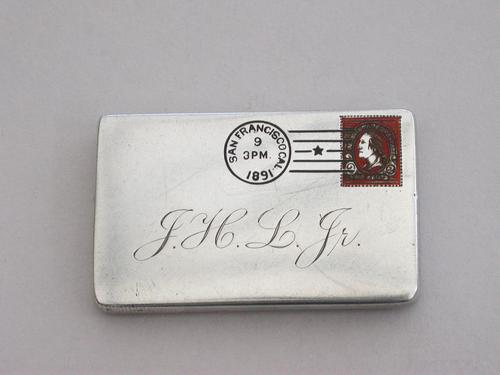 SAN FRANCISCO CAL.
9
3PM.
1891
J. H. L. Jr.